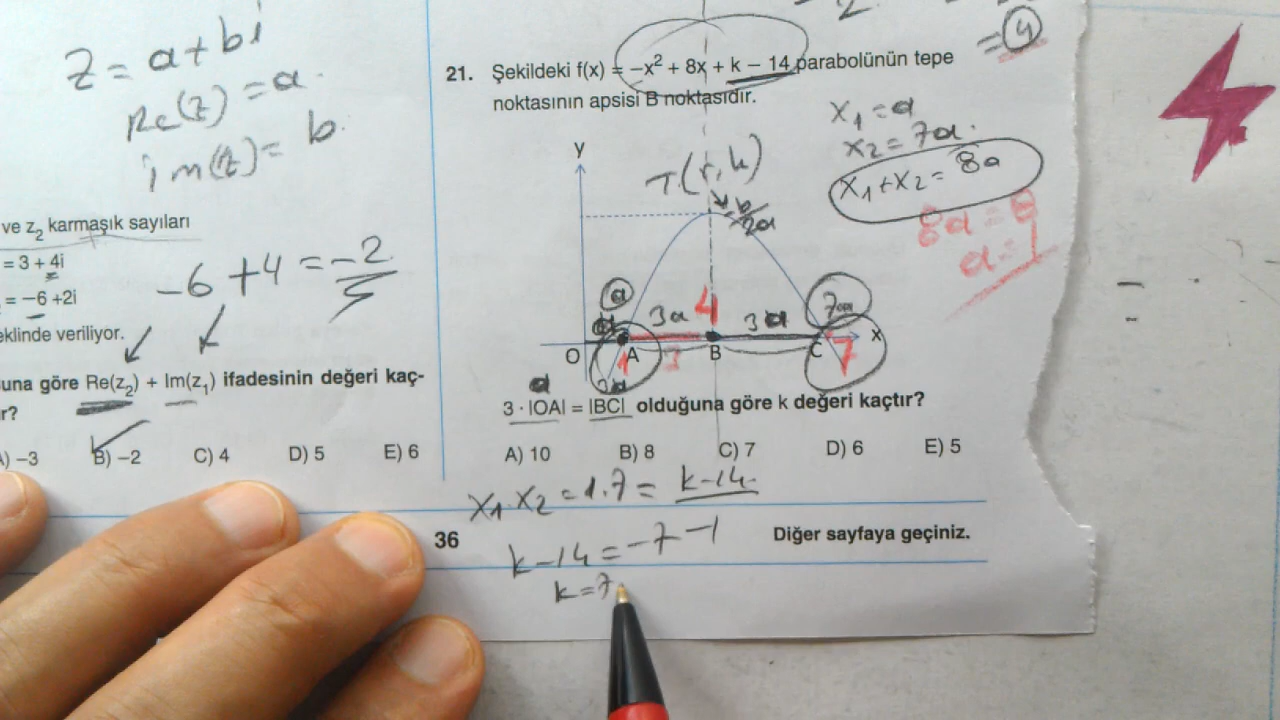 Z = a + bi
Re(z) = a.
im(z) = b.
ve z₂ karmaşık sayıları
= 3 + 4i
= −6 +2i
eklinde veriliyor.
−6 + 4 = −2
una göre Re(z₂) + Im(z₁) ifadesinin değeri kaç-
r?
A) −3 B) −2 C) 4 D) 5 E) 6
2
= 4
21. Şekildeki f(x) = −x² + 8x + k − 14 parabolünün tepe
noktasının apsisi B noktasıdır.
x₁ = a
x₂ = 7a.
x₁ + x₂ = 8a
8a = 8
a = 1
y
T(r, k)
−b/2a
a
7a
3a 4 3a
O A B C x
1 3 7
a
3 · |OA| = |BC| olduğuna göre k değeri kaçtır?
A) 10 B) 8 C) 7 D) 6 E) 5
x₁ . x₂ = 1.7 = k−14
−1
k−14 = −7
k = 7
36
Diğer sayfaya geçiniz.